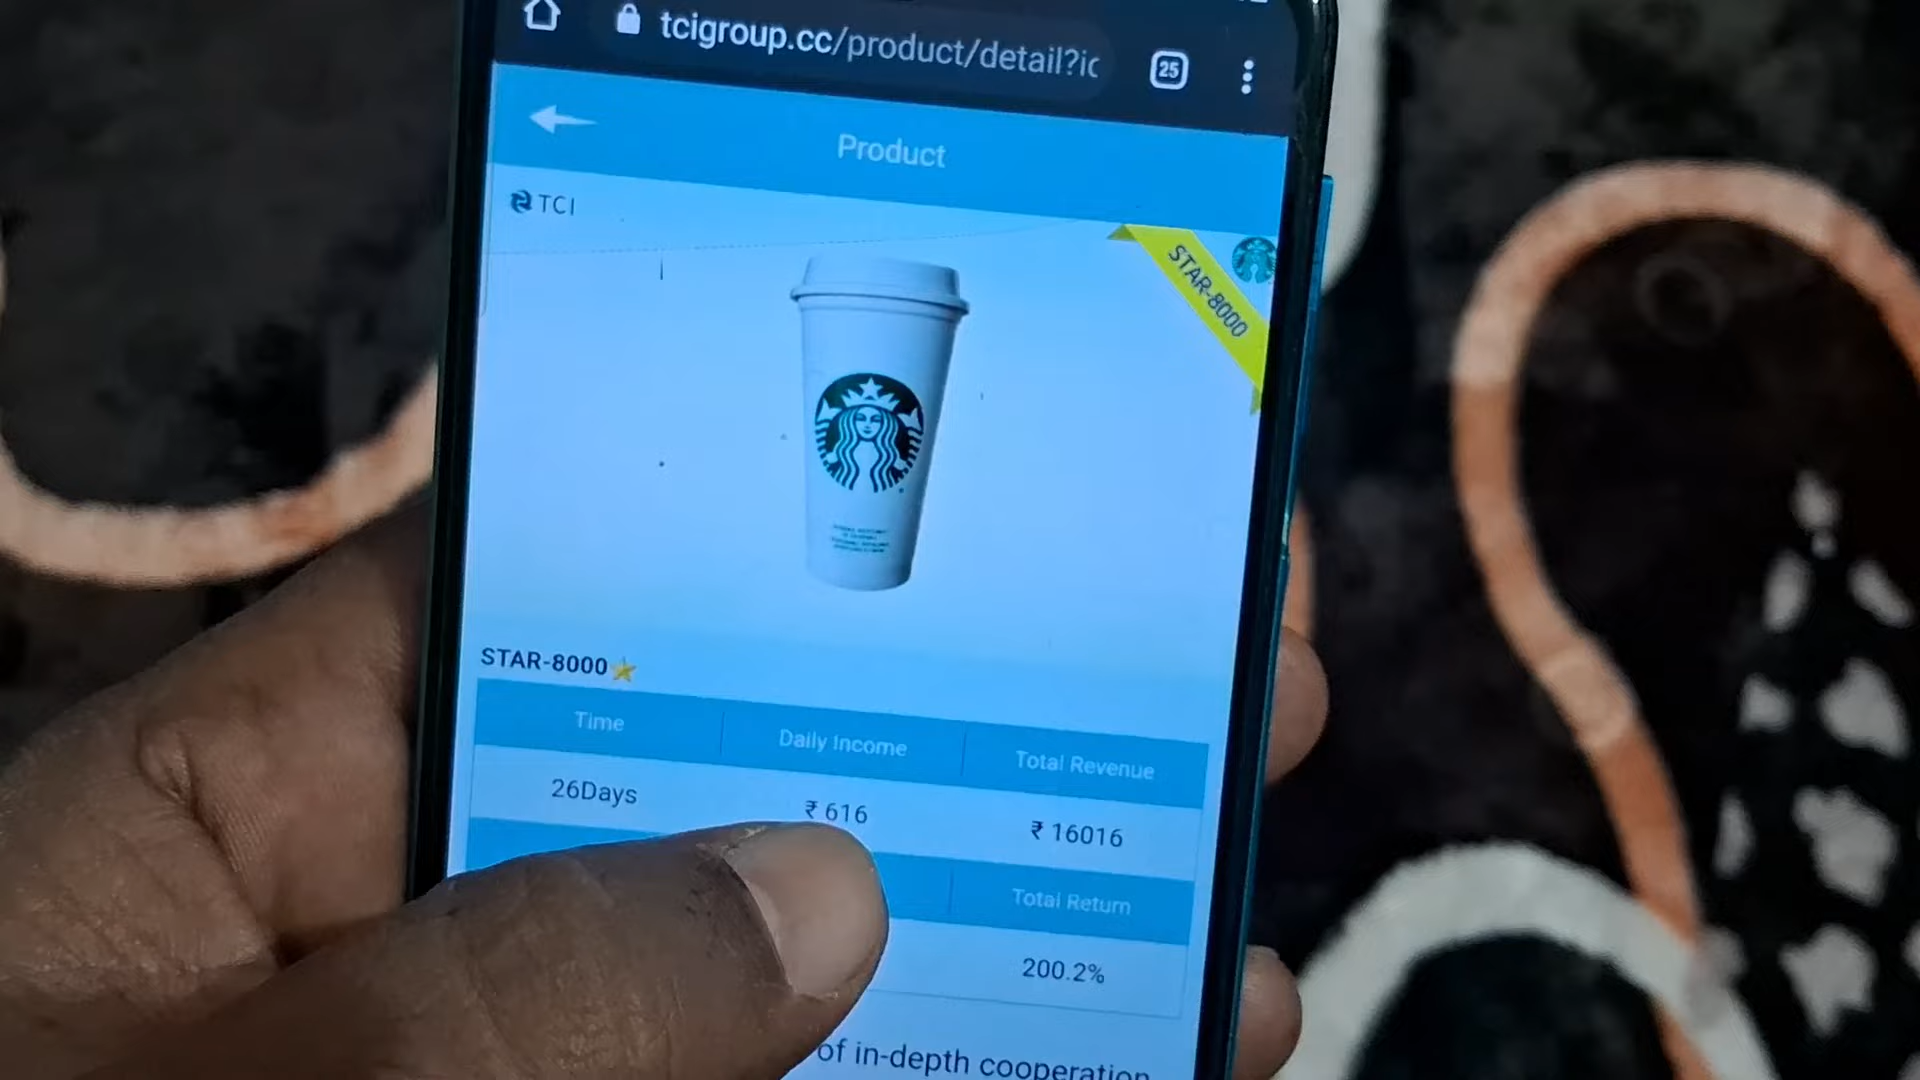 tcigroup.cc/product/detail?id
25
Product
TCI
STAR-8000
STAR-8000
Time Daily Income Total Revenue
26Days ₹ 616 ₹ 16016
Total Return
200.2%
of in-depth cooperation